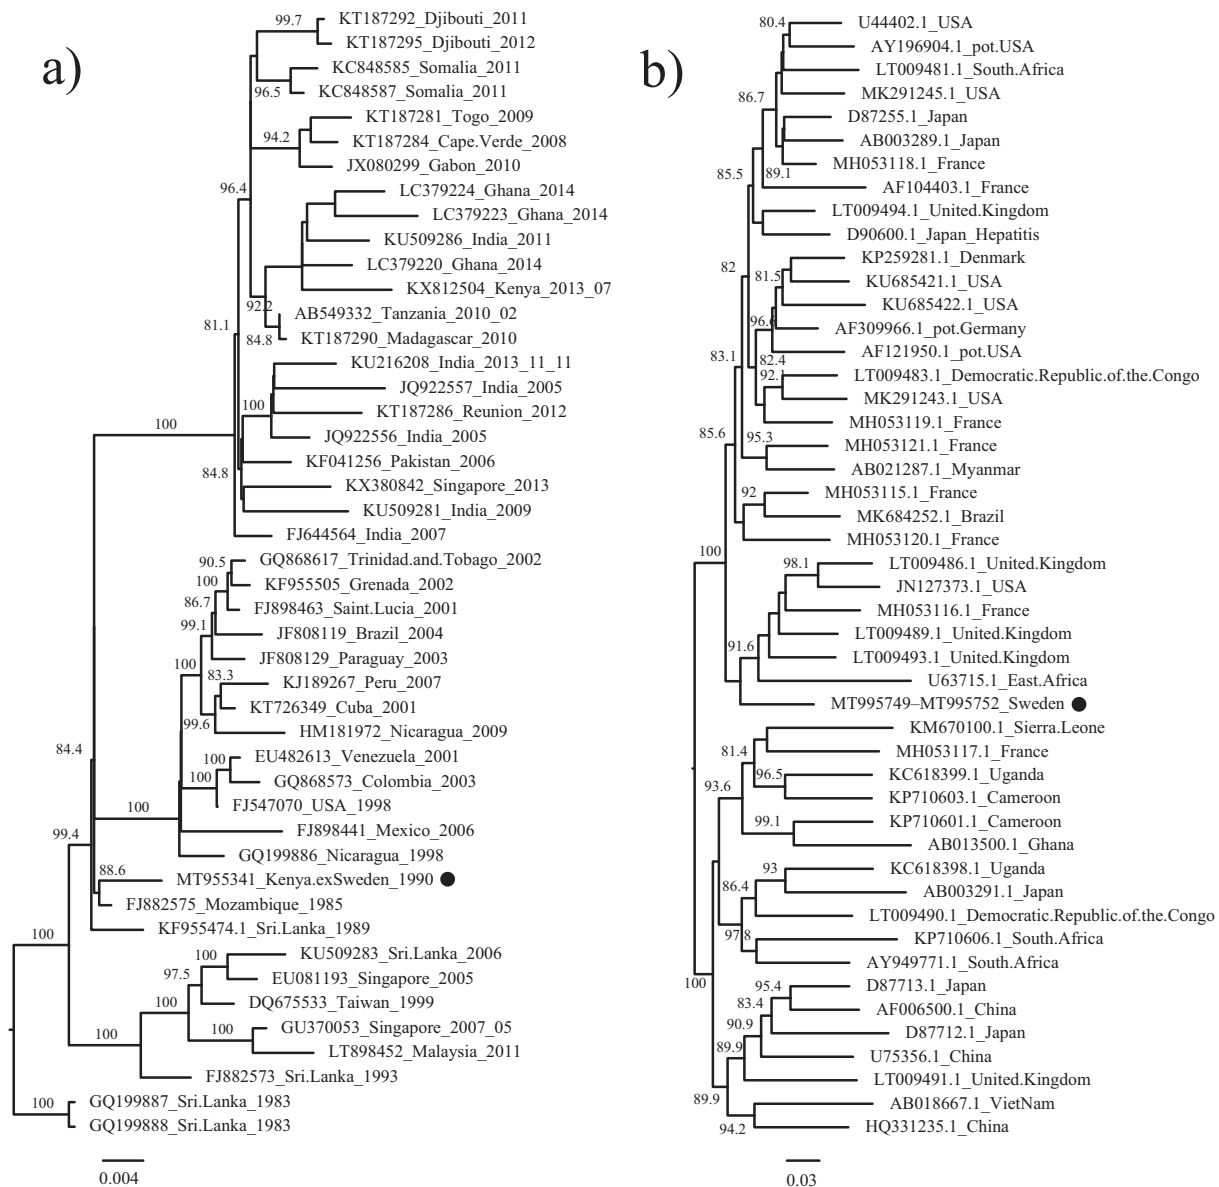 a)
99.7
KT187292_Djibouti_2011
KT187295_Djibouti_2012
KC848585_Somalia_2011
96.5
KC848587_Somalia_2011
KT187281_Togo_2009
94.2
KT187284_Cape.Verde_2008
JX080299_Gabon_2010
96.4
LC379224_Ghana_2014
LC379223_Ghana_2014
KU509286_India_2011
LC379220_Ghana_2014
KX812504_Kenya_2013_07
92.2
AB549332_Tanzania_2010_02
81.1
84.8
KT187290_Madagascar_2010
KU216208_India_2013_11_11
JQ922557_India_2005
100
KT187286_Reunion_2012
100
JQ922556_India_2005
KF041256_Pakistan_2006
84.8
KX380842_Singapore_2013
KU509281_India_2009
FJ644564_India_2007
90.5
GQ868617_Trinidad.and.Tobago_2002
100
KF955505_Grenada_2002
86.7
FJ898463_Saint.Lucia_2001
99.1
JF808119_Brazil_2004
100
JF808129_Paraguay_2003
83.3
KJ189267_Peru_2007
KT726349_Cuba_2001
99.6
HM181972_Nicaragua_2009
84.4
100
EU482613_Venezuela_2001
100
GQ868573_Colombia_2003
100
FJ547070_USA_1998
99.4
FJ898441_Mexico_2006
GQ199886_Nicaragua_1998
88.6
MT955341_Kenya.exSweden_1990
FJ882575_Mozambique_1985
100
KF955474.1_Sri.Lanka_1989
100
KU509283_Sri.Lanka_2006
97.5
EU081193_Singapore_2005
100
DQ675533_Taiwan_1999
100
100
GU370053_Singapore_2007_05
LT898452_Malaysia_2011
FJ882573_Sri.Lanka_1993
100
GQ199887_Sri.Lanka_1983
GQ199888_Sri.Lanka_1983
0.004
b)
80.4
U44402.1_USA
AY196904.1_pot.USA
LT009481.1_South.Africa
86.7
MK291245.1_USA
D87255.1_Japan
AB003289.1_Japan
85.5
89.1
MH053118.1_France
AF104403.1_France
LT009494.1_United.Kingdom
D90600.1_Japan_Hepatitis
82
81.5
KP259281.1_Denmark
KU685421.1_USA
KU685422.1_USA
96.6
AF309966.1_pot.Germany
83.1
82.4
AF121950.1_pot.USA
92.1
LT009483.1_Democratic.Republic.of.the.Congo
MK291243.1_USA
MH053119.1_France
85.6
95.3
MH053121.1_France
AB021287.1_Myanmar
92
MH053115.1_France
MK684252.1_Brazil
MH053120.1_France
100
98.1
LT009486.1_United.Kingdom
JN127373.1_USA
MH053116.1_France
LT009489.1_United.Kingdom
91.6
LT009493.1_United.Kingdom
U63715.1_East.Africa
MT995749–MT995752_Sweden
KM670100.1_Sierra.Leone
81.4
MH053117.1_France
93.6
96.5
KC618399.1_Uganda
KP710603.1_Cameroon
99.1
KP710601.1_Cameroon
AB013500.1_Ghana
93
KC618398.1_Uganda
86.4
AB003291.1_Japan
LT009490.1_Democratic.Republic.of.the.Congo
97.8
KP710606.1_South.Africa
AY949771.1_South.Africa
100
95.4
D87713.1_Japan
83.4
AF006500.1_China
90.9
D87712.1_Japan
89.9
U75356.1_China
LT009491.1_United.Kingdom
89.9
AB018667.1_VietNam
94.2
HQ331235.1_China
0.03